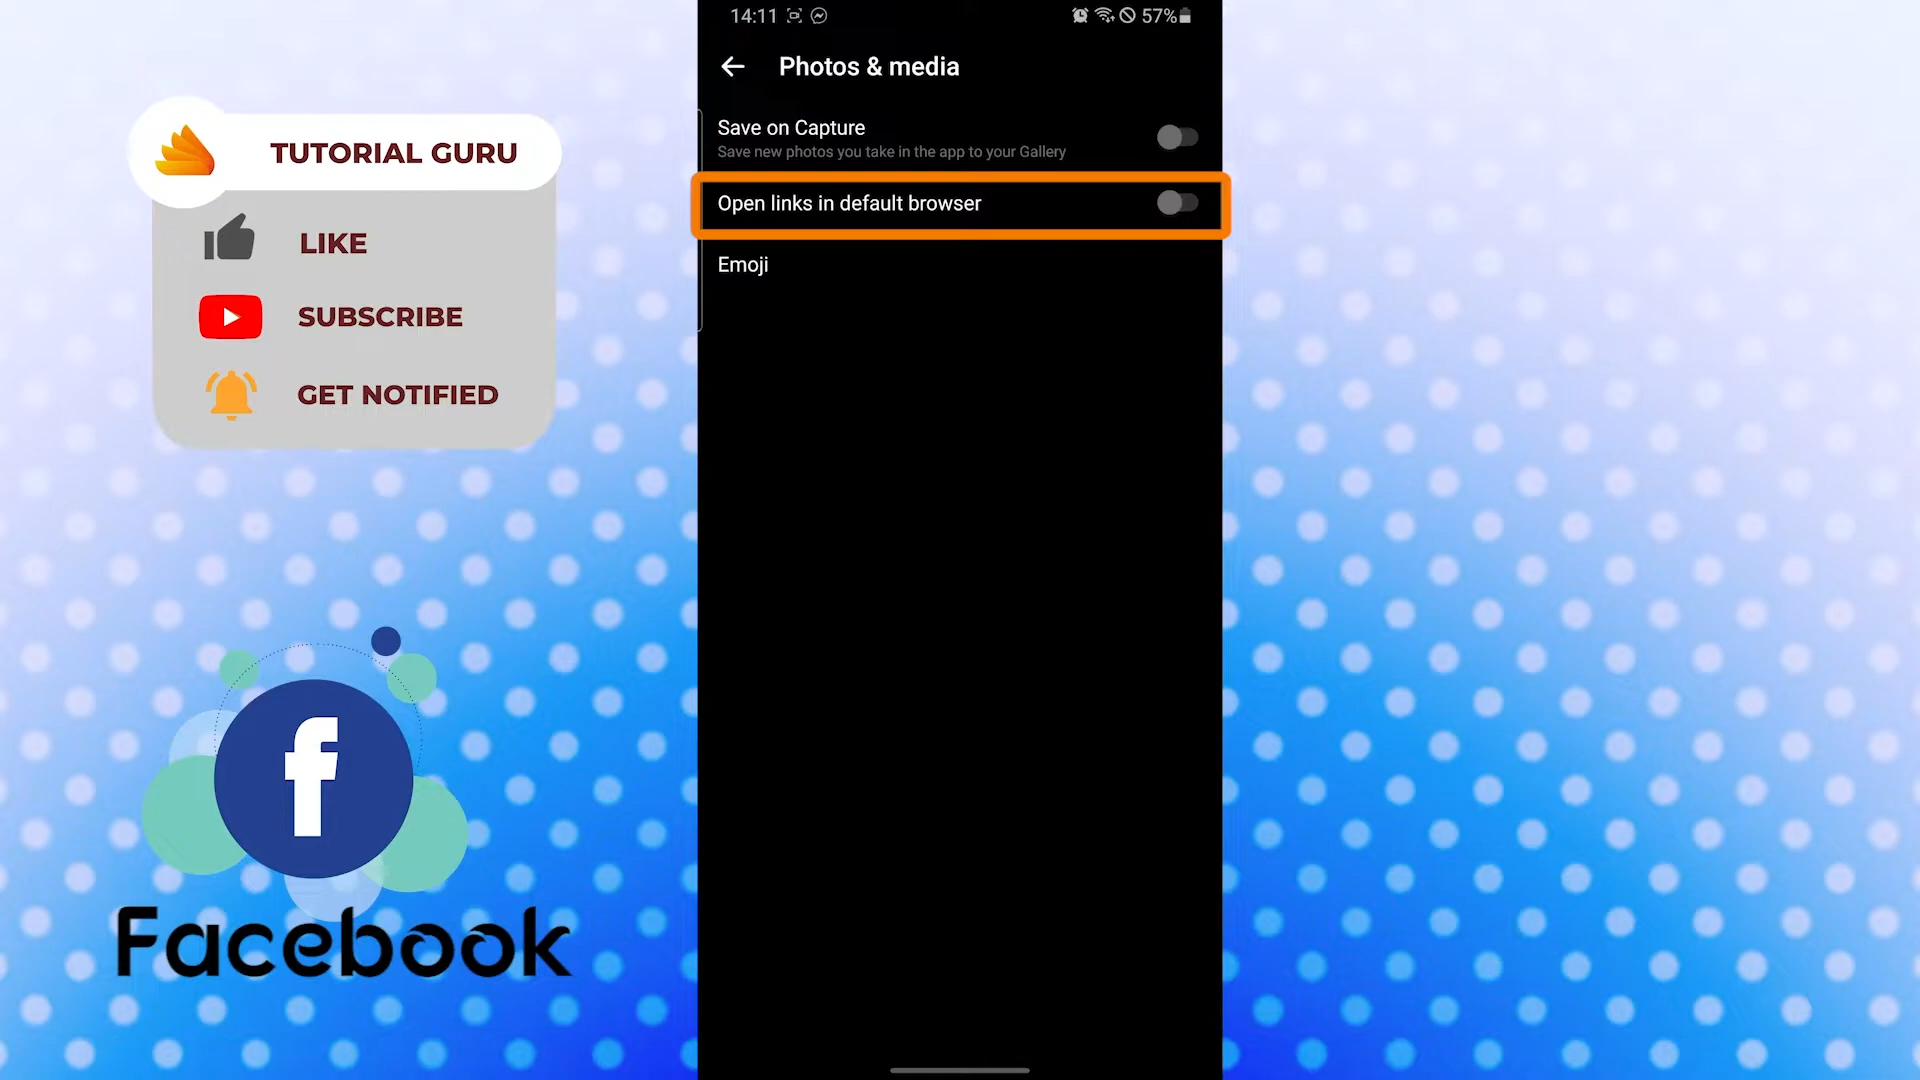 TUTORIAL GURU
LIKE
SUBSCRIBE
GET NOTIFIED
f
Facebook
14:11
57%
Photos & media
Save on Capture
Save new photos you take in the app to your Gallery
Open links in default browser
Emoji